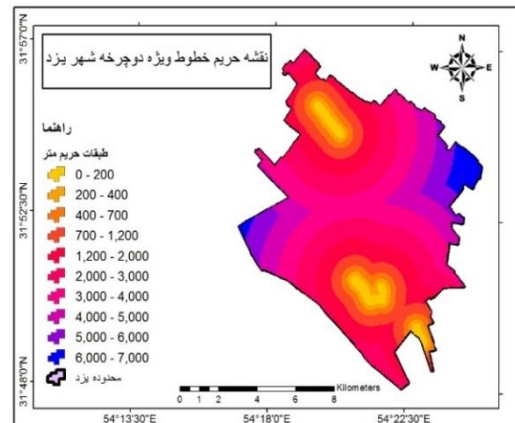 نقشه حریم خطوط ویژه دوچرخه شهر یزد
N
W E
S
راهنما
طبقات حریم متر
0 - 200
200 - 400
400 - 700
700 - 1,200
1,200 - 2,000
2,000 - 3,000
3,000 - 4,000
4,000 - 5,000
5,000 - 6,000
6,000 - 7,000
محدوده یزد
Kilometers
0 1 2 4 6 8
31°57'0"N
31°52'30"N
31°48'0"N
54°13'30"E
54°18'0"E
54°22'30"E